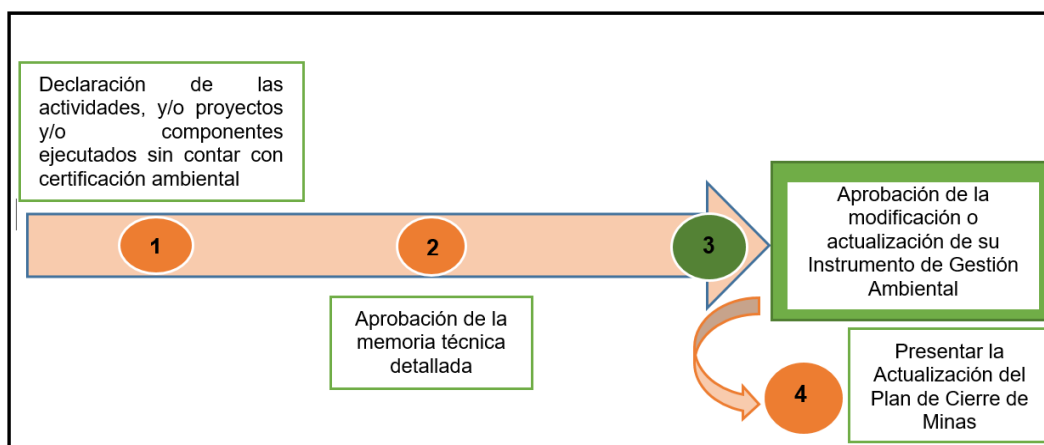 Declaración de las
actividades, y/o proyectos
y/o componentes
ejecutados sin contar con
certificación ambiental
1
2
3
Aprobación de la
modificación o
actualización de su
Instrumento de Gestión
Ambiental
Aprobación de la
memoria técnica
detallada
4
Presentar la
Actualización del
Plan de Cierre de
Minas